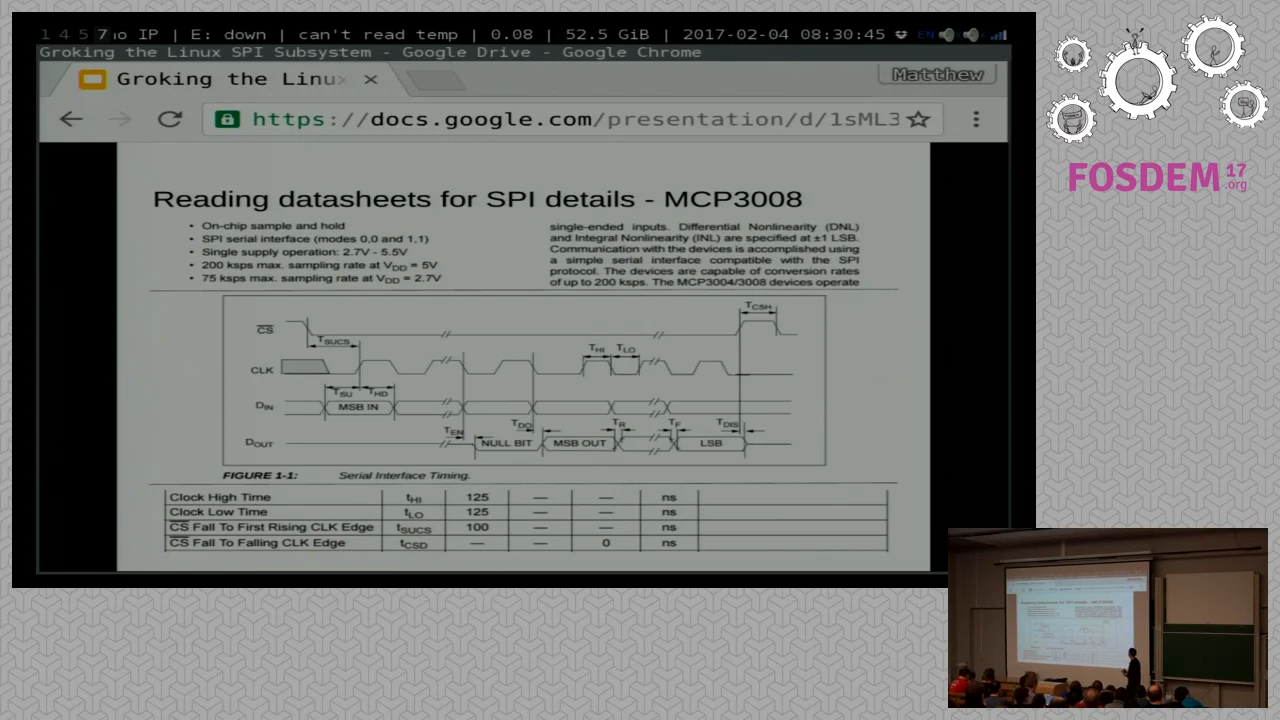 1 4 5 7 no IP | E: down | can't read temp | 0.08 | 52.5 GiB | 2017-02-04 08:30:45 EN
Groking the Linux SPI Subsystem - Google Drive - Google Chrome
Groking the Linux
Matthew
https://docs.google.com/presentation/d/1sML3
Reading datasheets for SPI details - MCP3008
• On-chip sample and hold
• SPI serial interface (modes 0,0 and 1,1)
• Single supply operation: 2.7V - 5.5V
• 200 ksps max. sampling rate at VDD = 5V
• 75 ksps max. sampling rate at VDD = 2.7V
single-ended inputs. Differential Nonlinearity (DNL)
and Integral Nonlinearity (INL) are specified at ±1 LSB.
Communication with the devices is accomplished using
a simple serial interface compatible with the SPI
protocol. The devices are capable of conversion rates
of up to 200 ksps. The MCP3004/3008 devices operate
TCSH
CS
TSUCS
THI TLO
CLK
TSU THD
DIN MSB IN
TEN TDO TR TF TDIS
DOUT NULL BIT MSB OUT LSB
FIGURE 1-1: Serial Interface Timing.
Clock High Time tHI 125 — — ns
Clock Low Time tLO 125 — — ns
CS Fall To First Rising CLK Edge tSUCS 100 — — ns
CS Fall To Falling CLK Edge tCSD — — 0 ns
FOSDEM 17
.org